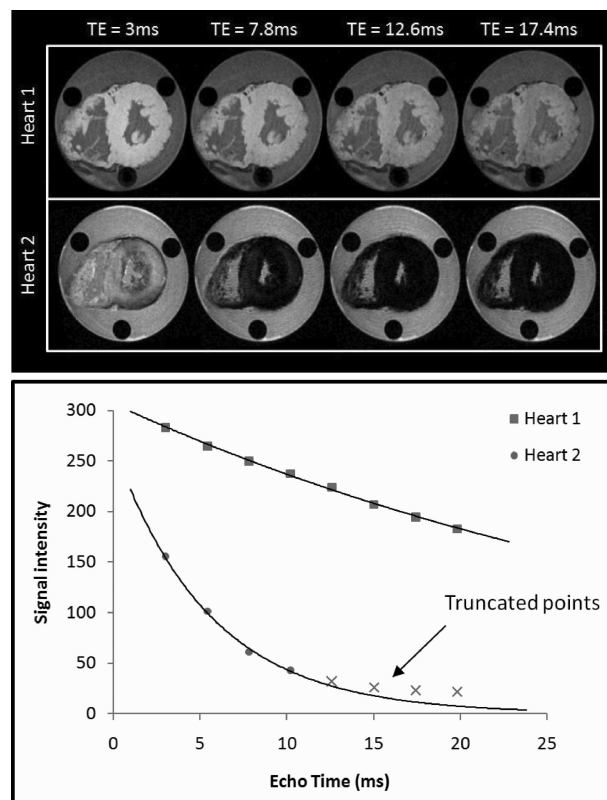 TE = 3ms TE = 7.8ms TE = 12.6ms TE = 17.4ms
Heart 1
Heart 2
300
250
200
150
100
50
0
Signal intensity
Heart 1
Heart 2
Truncated points
0 5 10 15 20 25
Echo Time (ms)